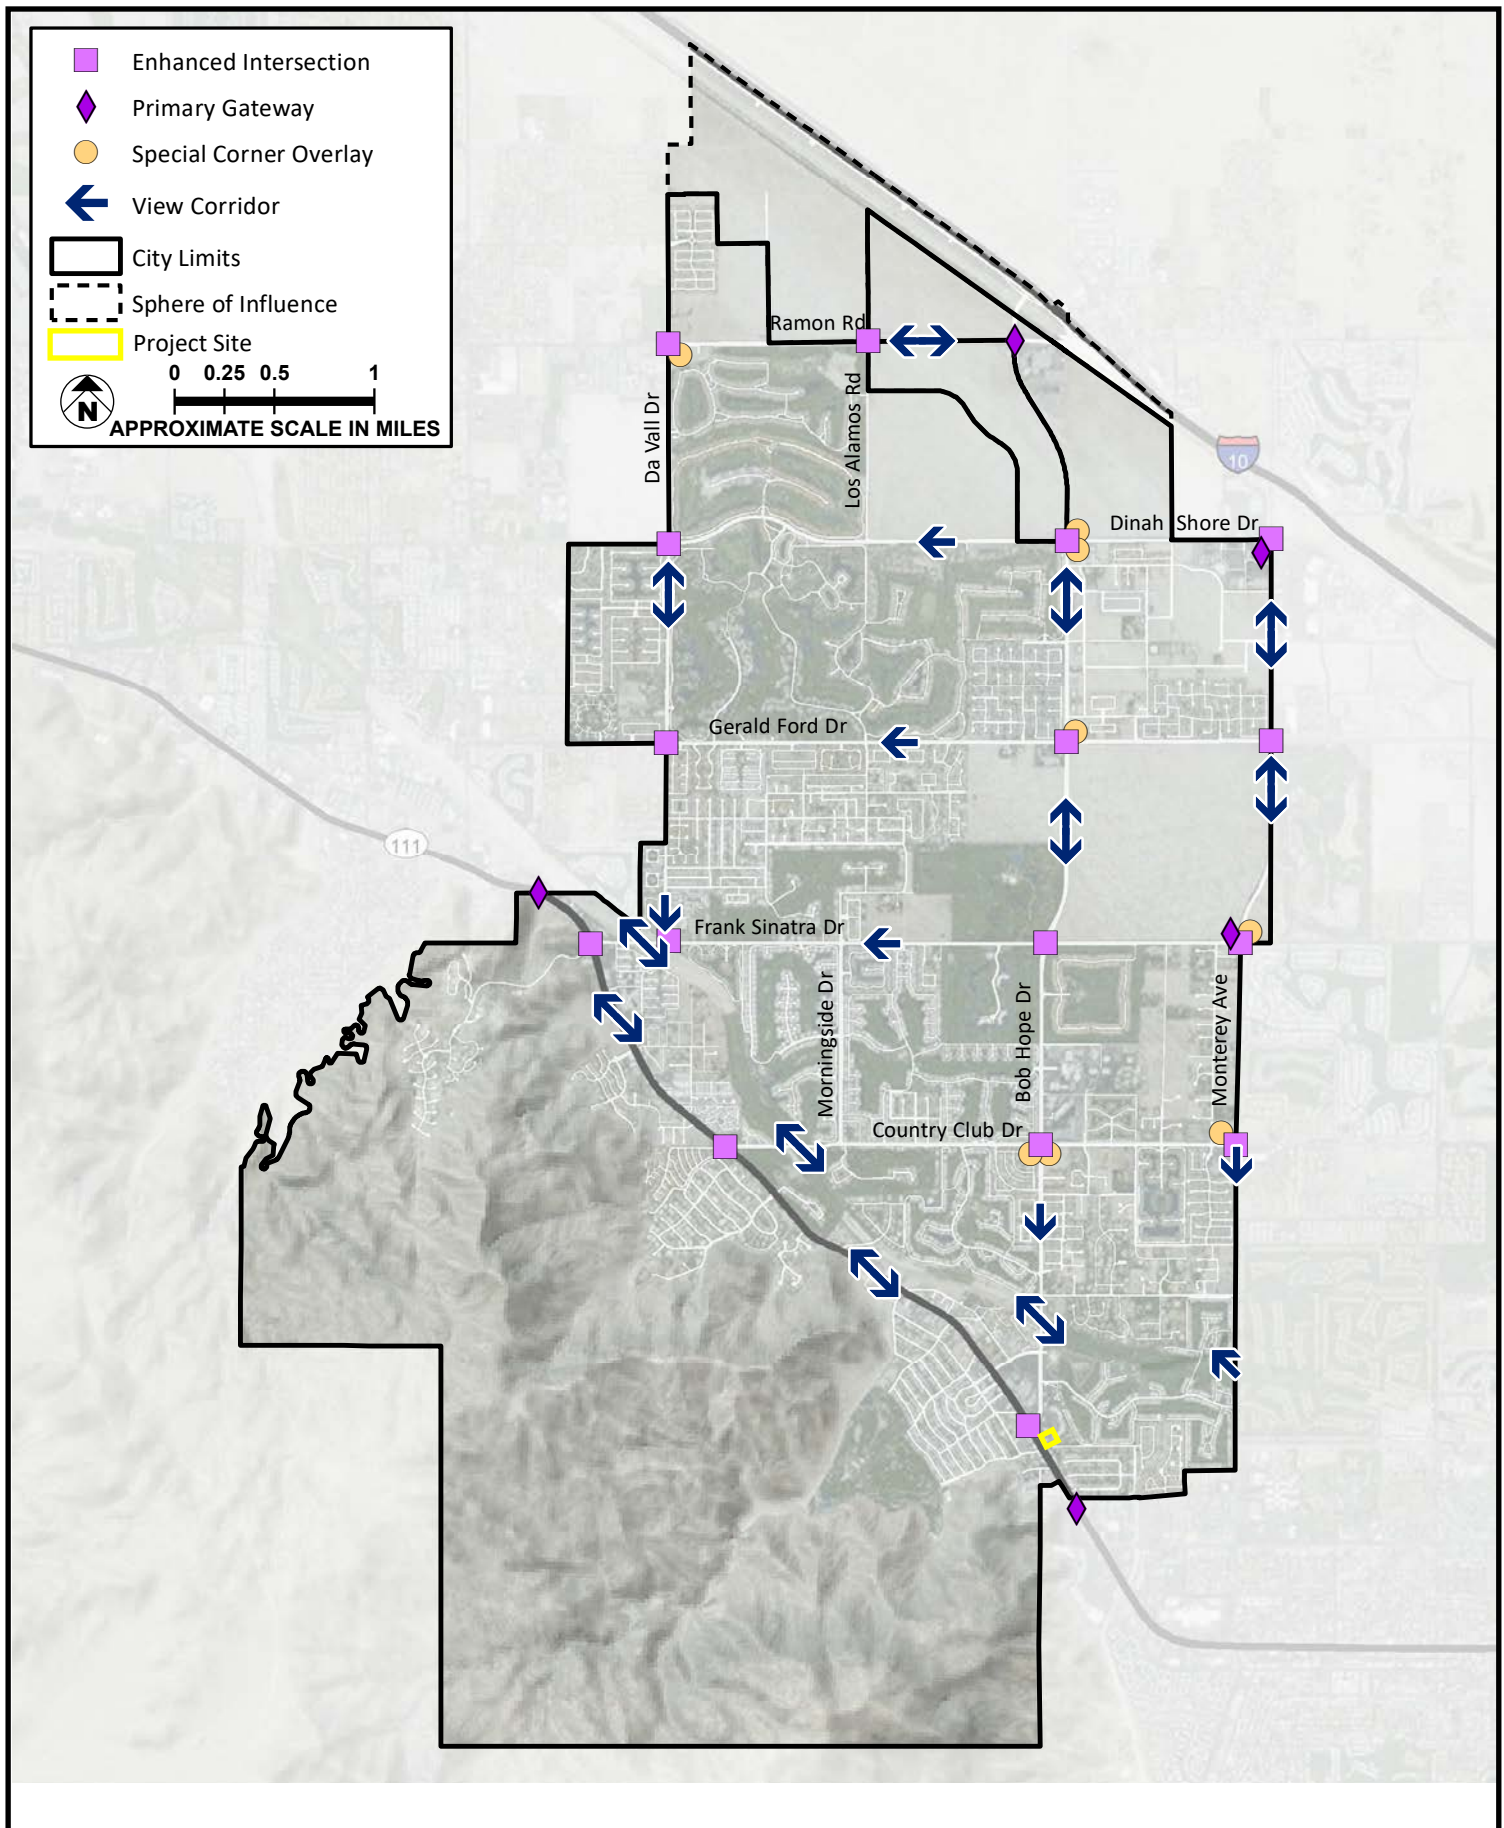 Enhanced Intersection
Primary Gateway
Special Corner Overlay
View Corridor
City Limits
Sphere of Influence
Project Site
0 0.25 0.5 1
N
APPROXIMATE SCALE IN MILES
Ramon Rd
Da Vall Dr
Los Alamos Rd
10
Dinah Shore Dr
Gerald Ford Dr
111
Frank Sinatra Dr
Morningside Dr
Bob Hope Dr
Monterey Ave
Country Club Dr